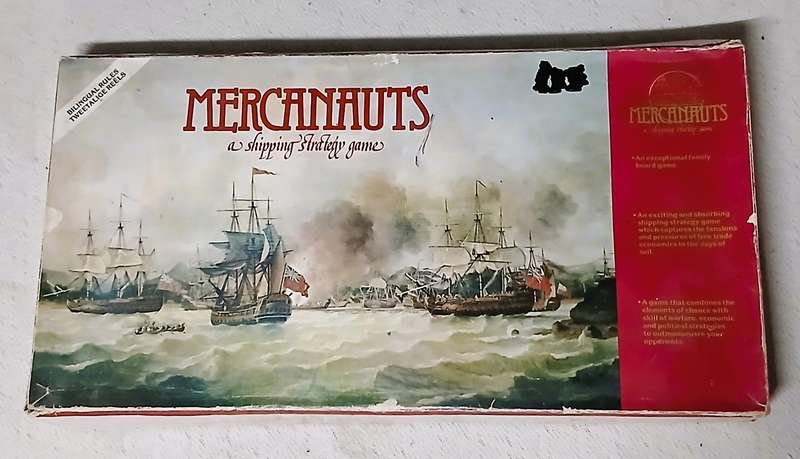 BILINGUAL RULES
TWEETALIGE REËLS
MERCANAUTS
a shipping strategy game
MERCANAUTS
a shipping strategy game
• An exceptional family
board game.
• An exciting and absorbing
shipping strategy game
which captures the tensions
and pressures of free trade
economies in the days of
sail.
• A game that combines the
elements of chance with
skill of warfare, economic
and political strategies
to outmanoeuvre your
opponents.